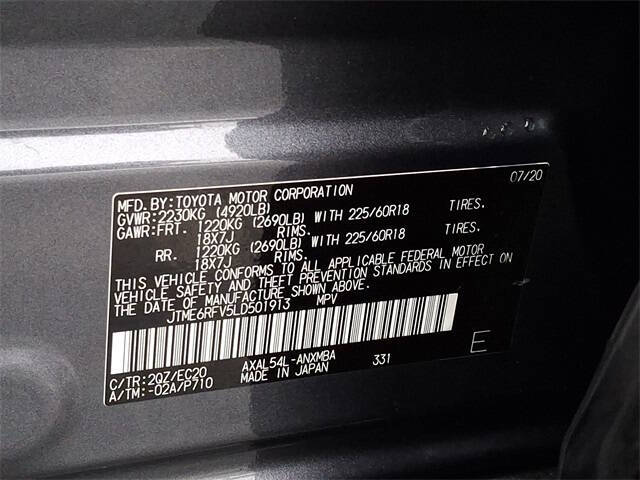 07/20
MFD.BY:TOYOTA MOTOR CORPORATION
GVWR:2230KG (4920LB)
GAWR:FRT. 1220KG (2690LB) WITH 225/60R18 TIRES.
18X7J RIMS.
RR. 1220KG (2690LB) WITH 225/60R18 TIRES.
18X7J RIMS.
THIS VEHICLE CONFORMS TO ALL APPLICABLE FEDERAL MOTOR
VEHICLE SAFETY AND THEFT PREVENTION STANDARDS IN EFFECT ON
THE DATE OF MANUFACTURE SHOWN ABOVE.
JTME6RFV5LD501913 MPV
E
C/TR:2QZ/EC20 AXAL54L-ANXMBA 331
A/TM:-02A/P710 MADE IN JAPAN